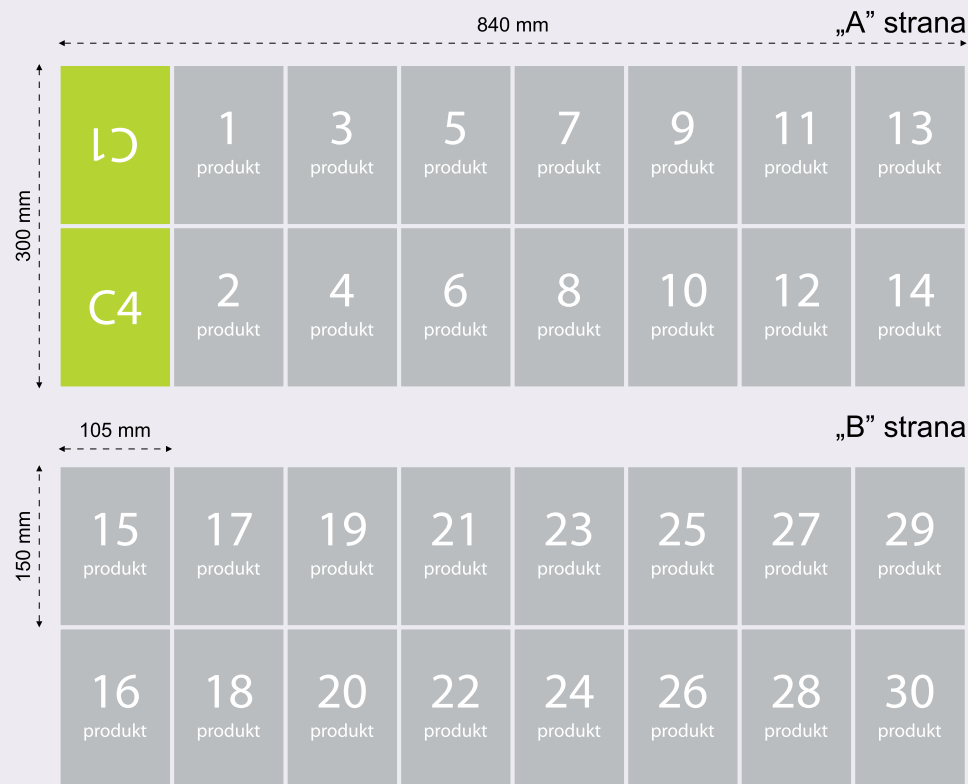 840 mm
„A” strana
300 mm
C1
1
produkt
3
produkt
5
produkt
7
produkt
9
produkt
11
produkt
13
produkt
C4
2
produkt
4
produkt
6
produkt
8
produkt
10
produkt
12
produkt
14
produkt
105 mm
„B” strana
150 mm
15
produkt
17
produkt
19
produkt
21
produkt
23
produkt
25
produkt
27
produkt
29
produkt
16
produkt
18
produkt
20
produkt
22
produkt
24
produkt
26
produkt
28
produkt
30
produkt